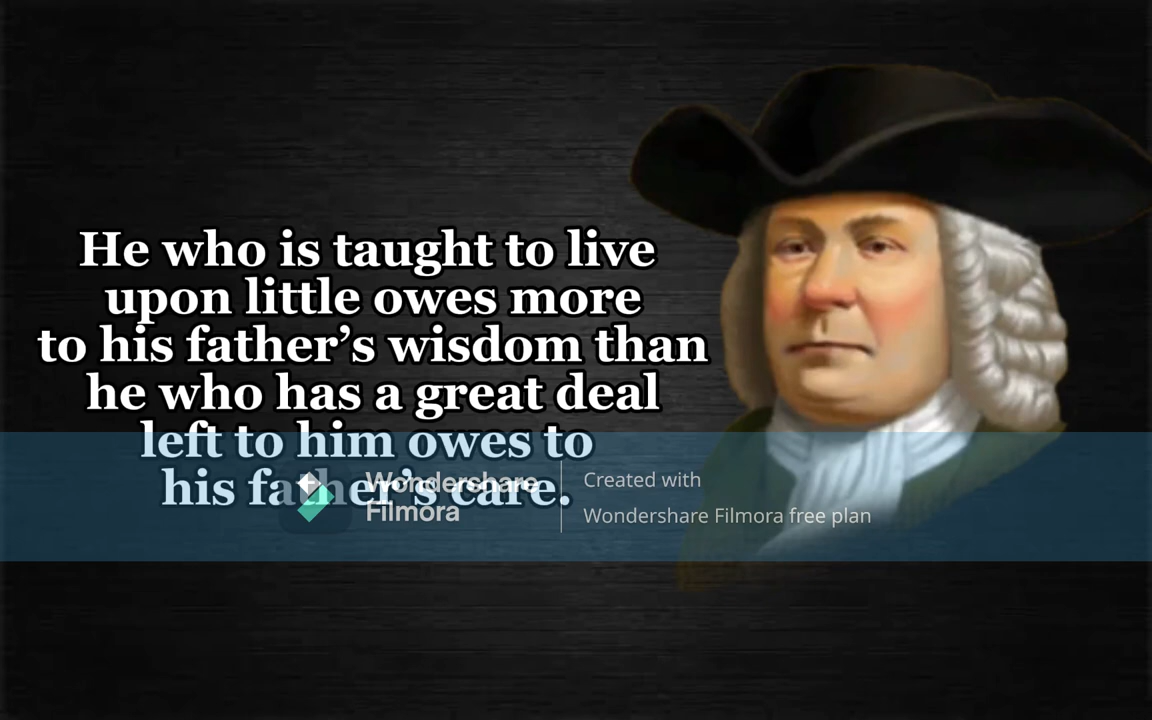 He who is taught to live
upon little owes more
to his father’s wisdom than
he who has a great deal
left to him owes to
his father’s care.
Wondershare
Filmora
Created with
Wondershare Filmora free plan